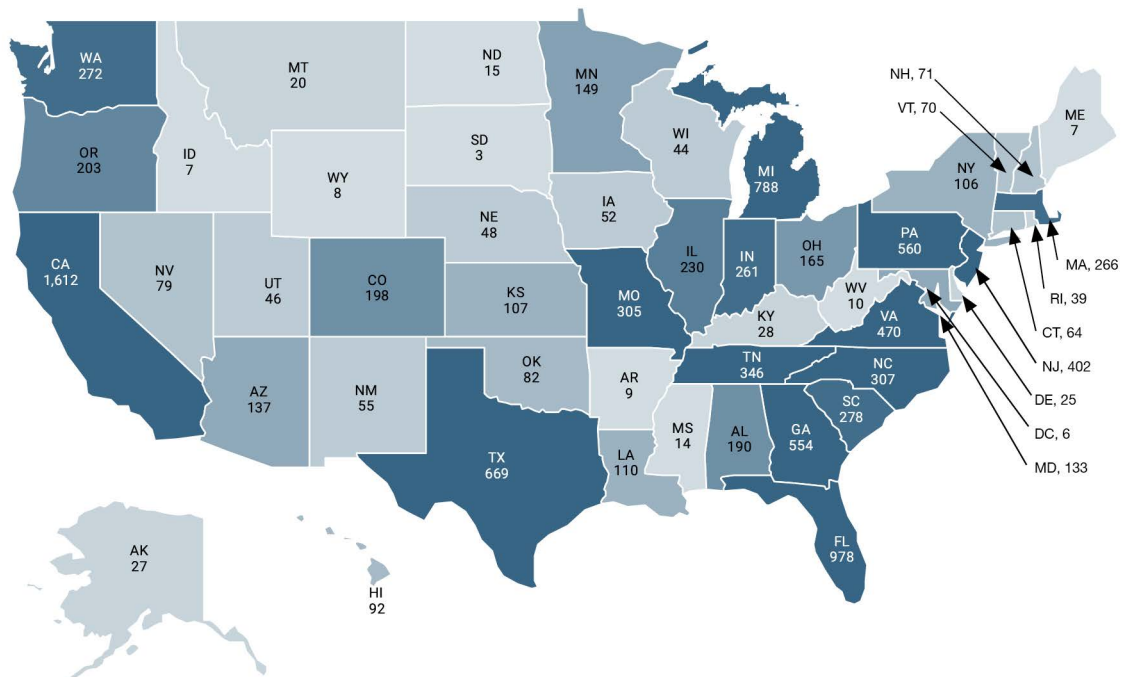 WA
272
MT
20
ND
15
MN
149
NH, 71
VT, 70
ME
7
OR
203
ID
7
WY
8
SD
3
WI
44
MI
788
NY
106
CA
1,612
NV
79
UT
46
CO
198
NE
48
IA
52
IL
230
IN
261
OH
165
PA
560
MA, 266
RI, 39
CT, 64
NJ, 402
DE, 25
DC, 6
MD, 133
KS
107
MO
305
KY
28
WV
10
VA
470
AZ
137
NM
55
OK
82
AR
9
TN
346
NC
307
SC
278
TX
669
LA
110
MS
14
AL
190
GA
554
FL
978
AK
27
HI
92